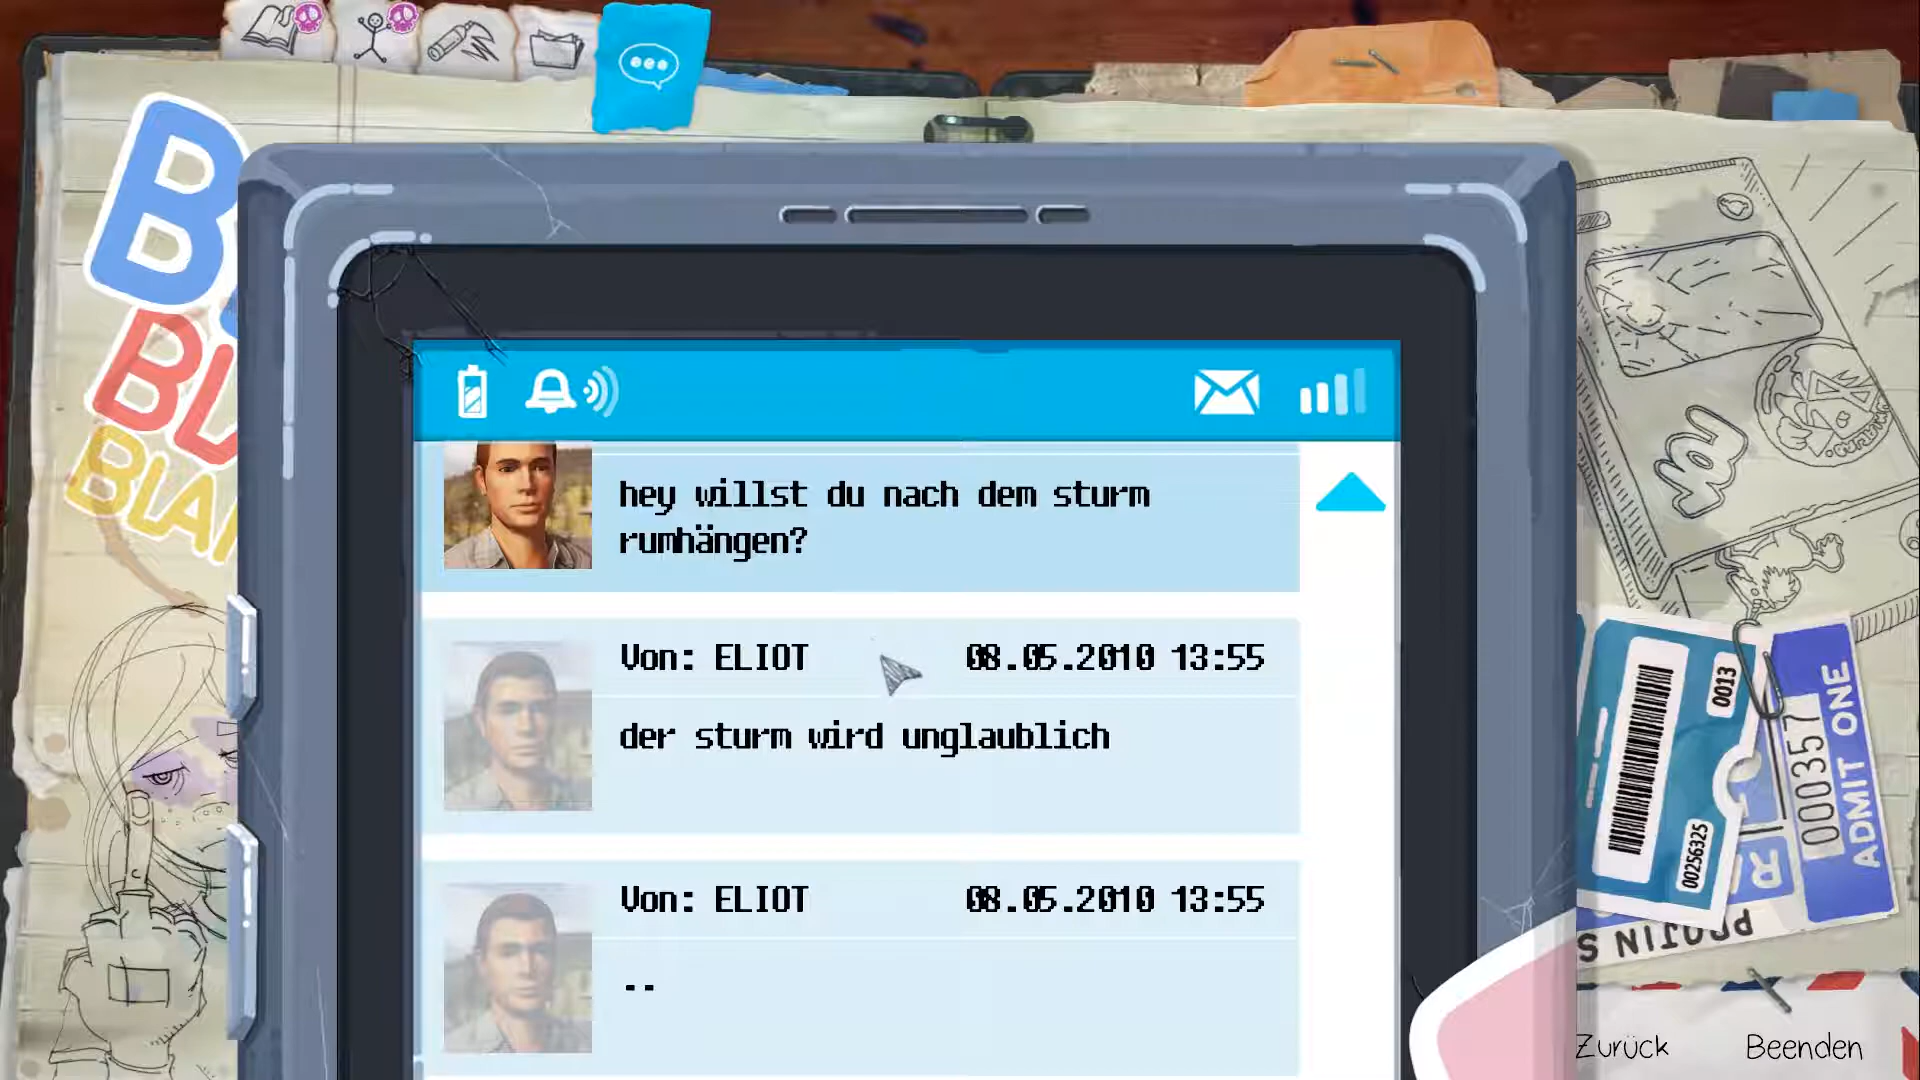 hey willst du nach dem sturm
rumhängen?
Von: ELIOT 08.05.2010 13:55
der sturm wird unglaublich
Von: ELIOT 08.05.2010 13:55
..
0013
00256325
000357
ADMIT ONE
Zurück Beenden